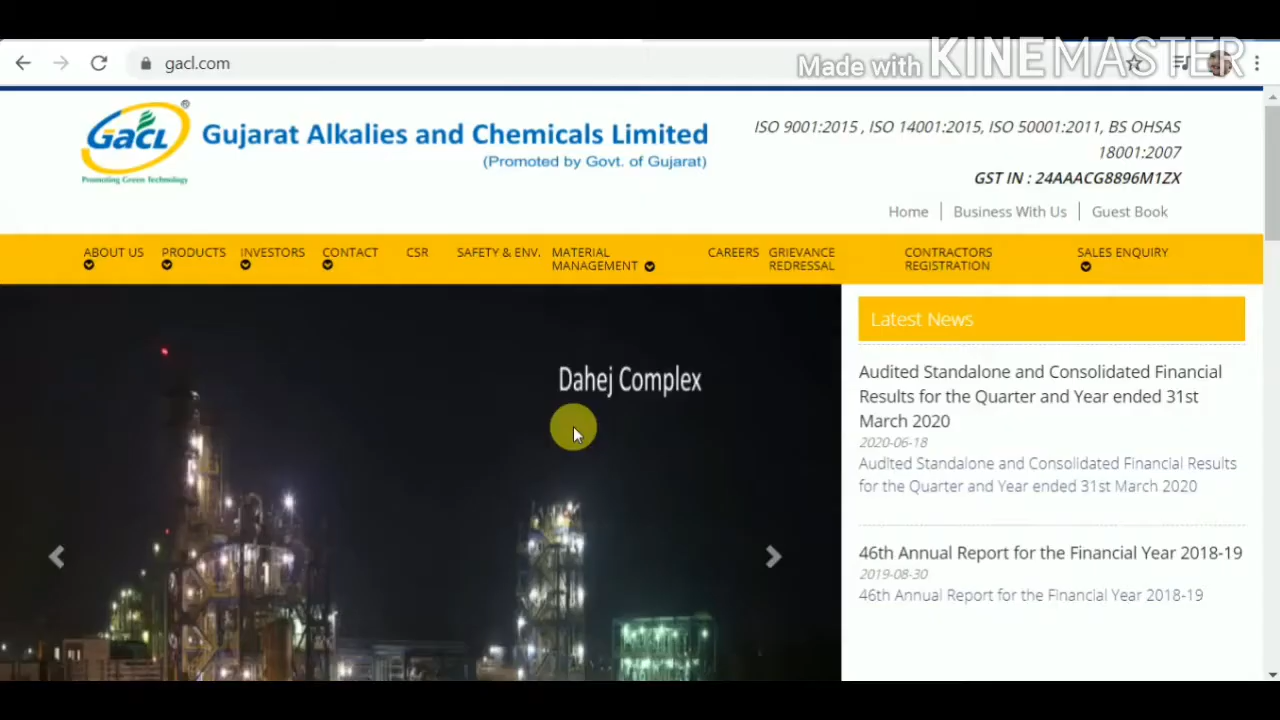 Made with KINEMASTER
gacl.com
GACL ®
Promoting Green Technology
Gujarat Alkalies and Chemicals Limited
(Promoted by Govt. of Gujarat)
ISO 9001:2015 , ISO 14001:2015, ISO 50001:2011, BS OHSAS
18001:2007
GST IN : 24AAACG8896M1ZX
Home | Business With Us | Guest Book
ABOUT US
PRODUCTS
INVESTORS
CONTACT
CSR
SAFETY & ENV.
MATERIAL
MANAGEMENT
CAREERS
GRIEVANCE
REDRESSAL
CONTRACTORS
REGISTRATION
SALES ENQUIRY
Dahej Complex
Latest News
Audited Standalone and Consolidated Financial
Results for the Quarter and Year ended 31st
March 2020
2020-06-18
Audited Standalone and Consolidated Financial Results
for the Quarter and Year ended 31st March 2020
46th Annual Report for the Financial Year 2018-19
2019-08-30
46th Annual Report for the Financial Year 2018-19